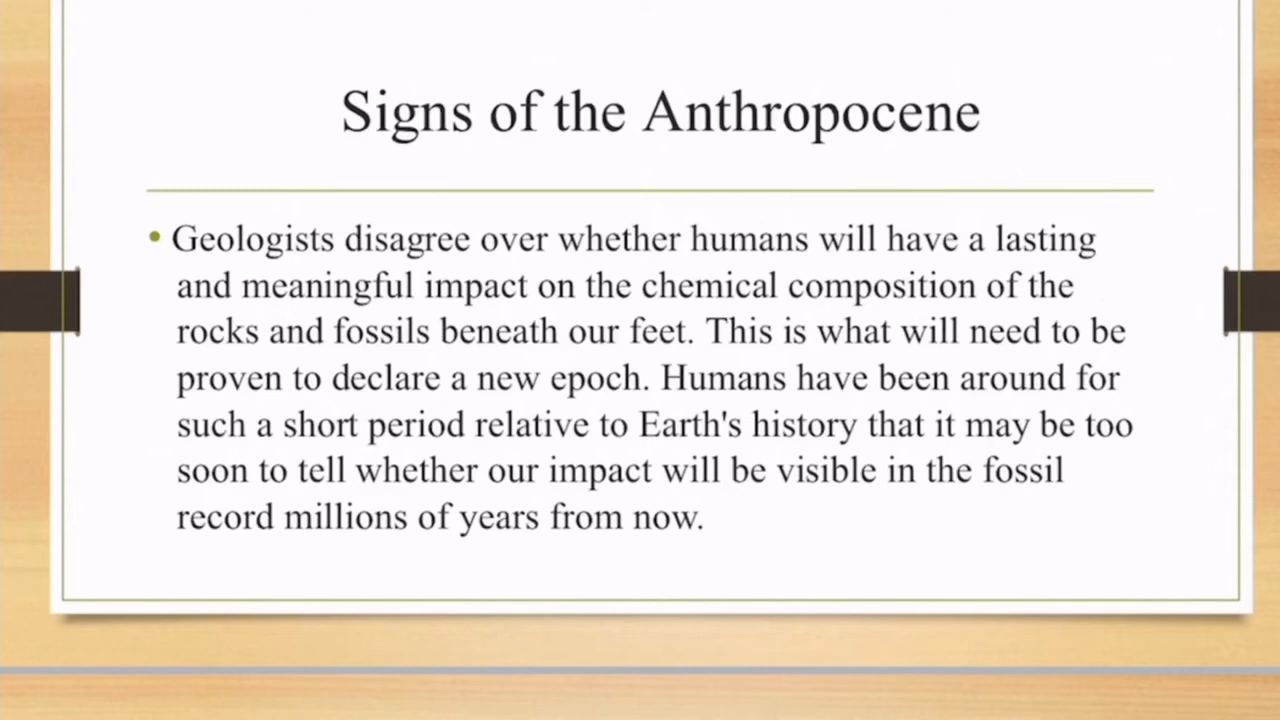 Signs of the Anthropocene
• Geologists disagree over whether humans will have a lasting
and meaningful impact on the chemical composition of the
rocks and fossils beneath our feet. This is what will need to be
proven to declare a new epoch. Humans have been around for
such a short period relative to Earth's history that it may be too
soon to tell whether our impact will be visible in the fossil
record millions of years from now.